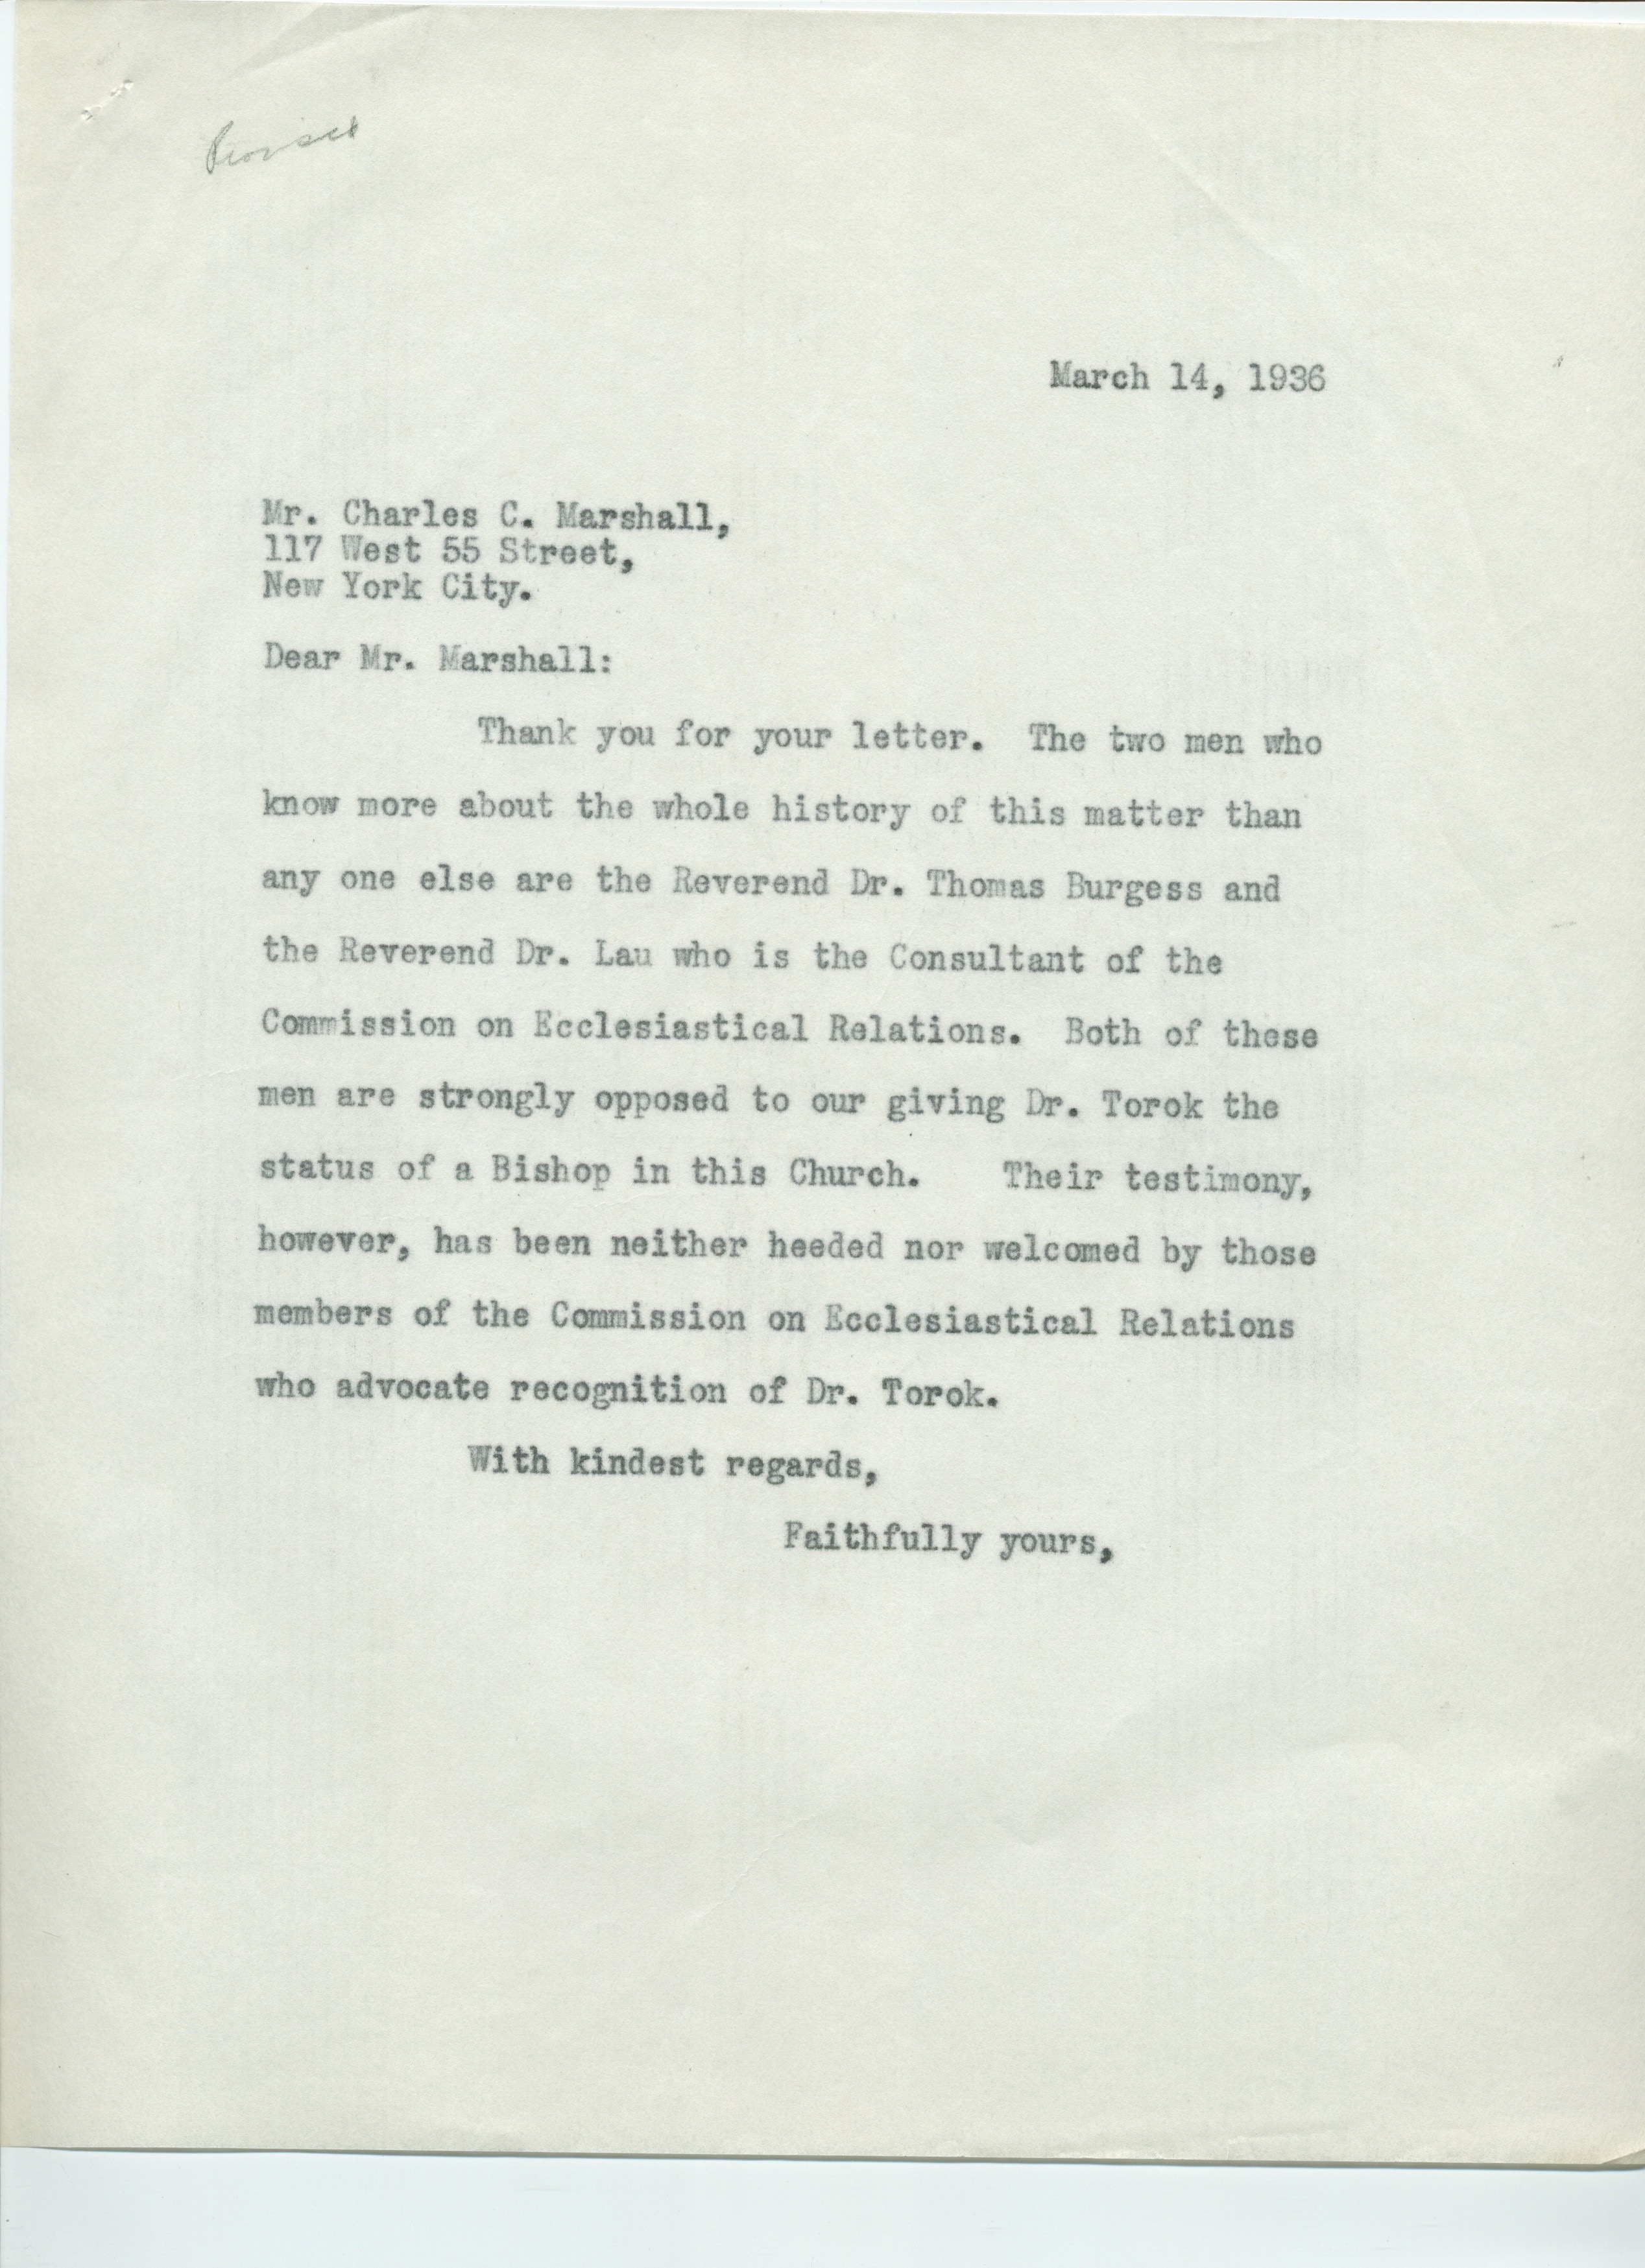 March 14, 1936
Mr. Charles C. Marshall,
117 West 55 Street,
New York City.
Dear Mr. Marshall:
Thank you for your letter. The two men who
know more about the whole history of this matter than
any one else are the Reverend Dr. Thomas Burgess and
the Reverend Dr. Lau who is the Consultant of the
Commission on Ecclesiastical Relations. Both of these
men are strongly opposed to our giving Dr. Torok the
status of a Bishop in this Church. Their testimony,
however, has been neither heeded nor welcomed by those
members of the Commission on Ecclesiastical Relations
who advocate recognition of Dr. Torok.
With kindest regards,
Faithfully yours,